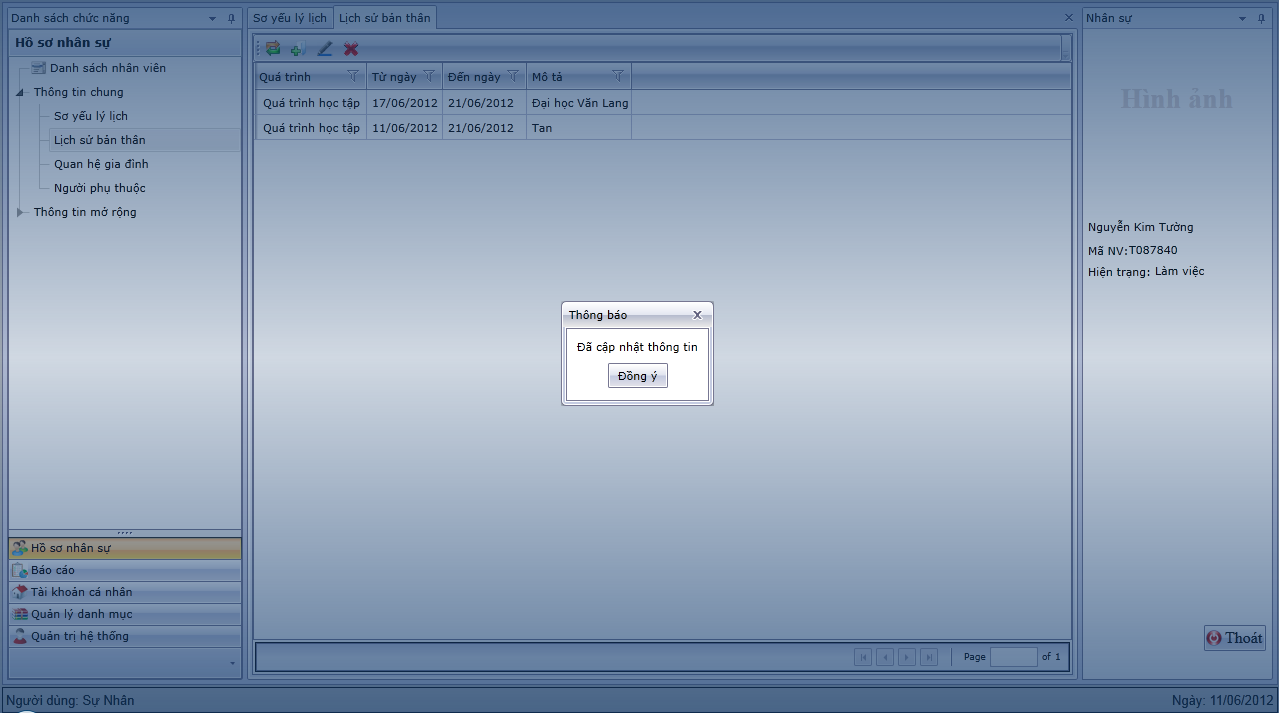 Danh sách chức năng
Hồ sơ nhân sự
Danh sách nhân viên
Thông tin chung
Sơ yếu lý lịch
Lịch sử bản thân
Quan hệ gia đình
Người phụ thuộc
Thông tin mở rộng
Hồ sơ nhân sự
Báo cáo
Tài khoản cá nhân
Quản lý danh mục
Quản trị hệ thống
Sơ yếu lý lịch Lịch sử bản thân
Quá trình Từ ngày Đến ngày Mô tả
Quá trình học tập 17/06/2012 21/06/2012 Đại học Văn Lang
Quá trình học tập 11/06/2012 21/06/2012 Tan
Thông báo
Đã cập nhật thông tin
Đồng ý
Page of 1
Nhân sự
Hình ảnh
Nguyễn Kim Tường
Mã NV:T087840
Hiện trạng: Làm việc
Thoát
Người dùng: Sự Nhân Ngày: 11/06/2012